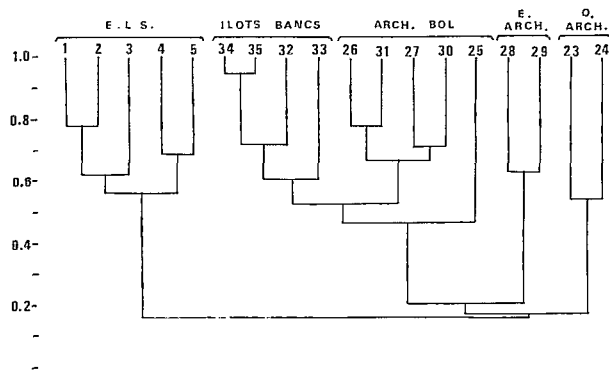 E. L S. ILOTS BANCS ARCH. BOL E. ARCH. O. ARCH.
1 2 3 4 5 34 35 32 33 26 31 27 30 25 28 29 23 24
1.0-
0.8-
0.6-
0.4-
0.2-